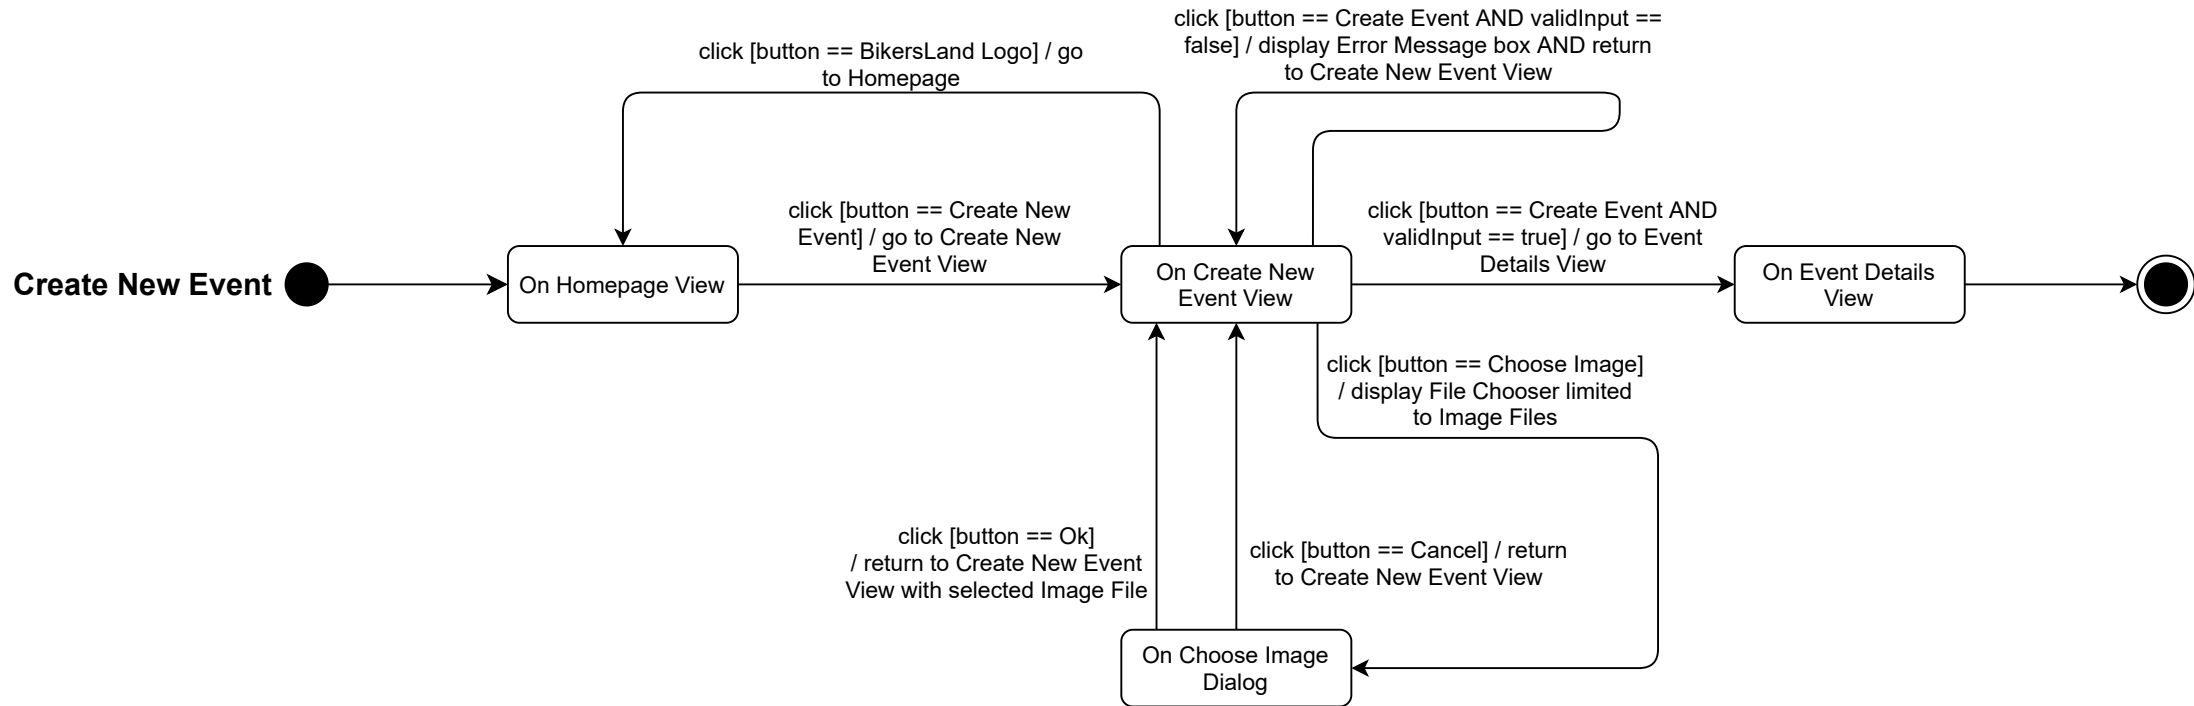 click [button == Create Event AND validInput ==
false] / display Error Message box AND return
to Create New Event View
click [button == BikersLand Logo] / go
to Homepage
click [button == Create New
Event] / go to Create New
Event View
click [button == Create Event AND
validInput == true] / go to Event
Details View
Create New Event
On Homepage View
On Create New
Event View
On Event Details
View
click [button == Choose Image]
/ display File Chooser limited
to Image Files
click [button == Ok]
/ return to Create New Event
View with selected Image File
click [button == Cancel] / return
to Create New Event View
On Choose Image
Dialog